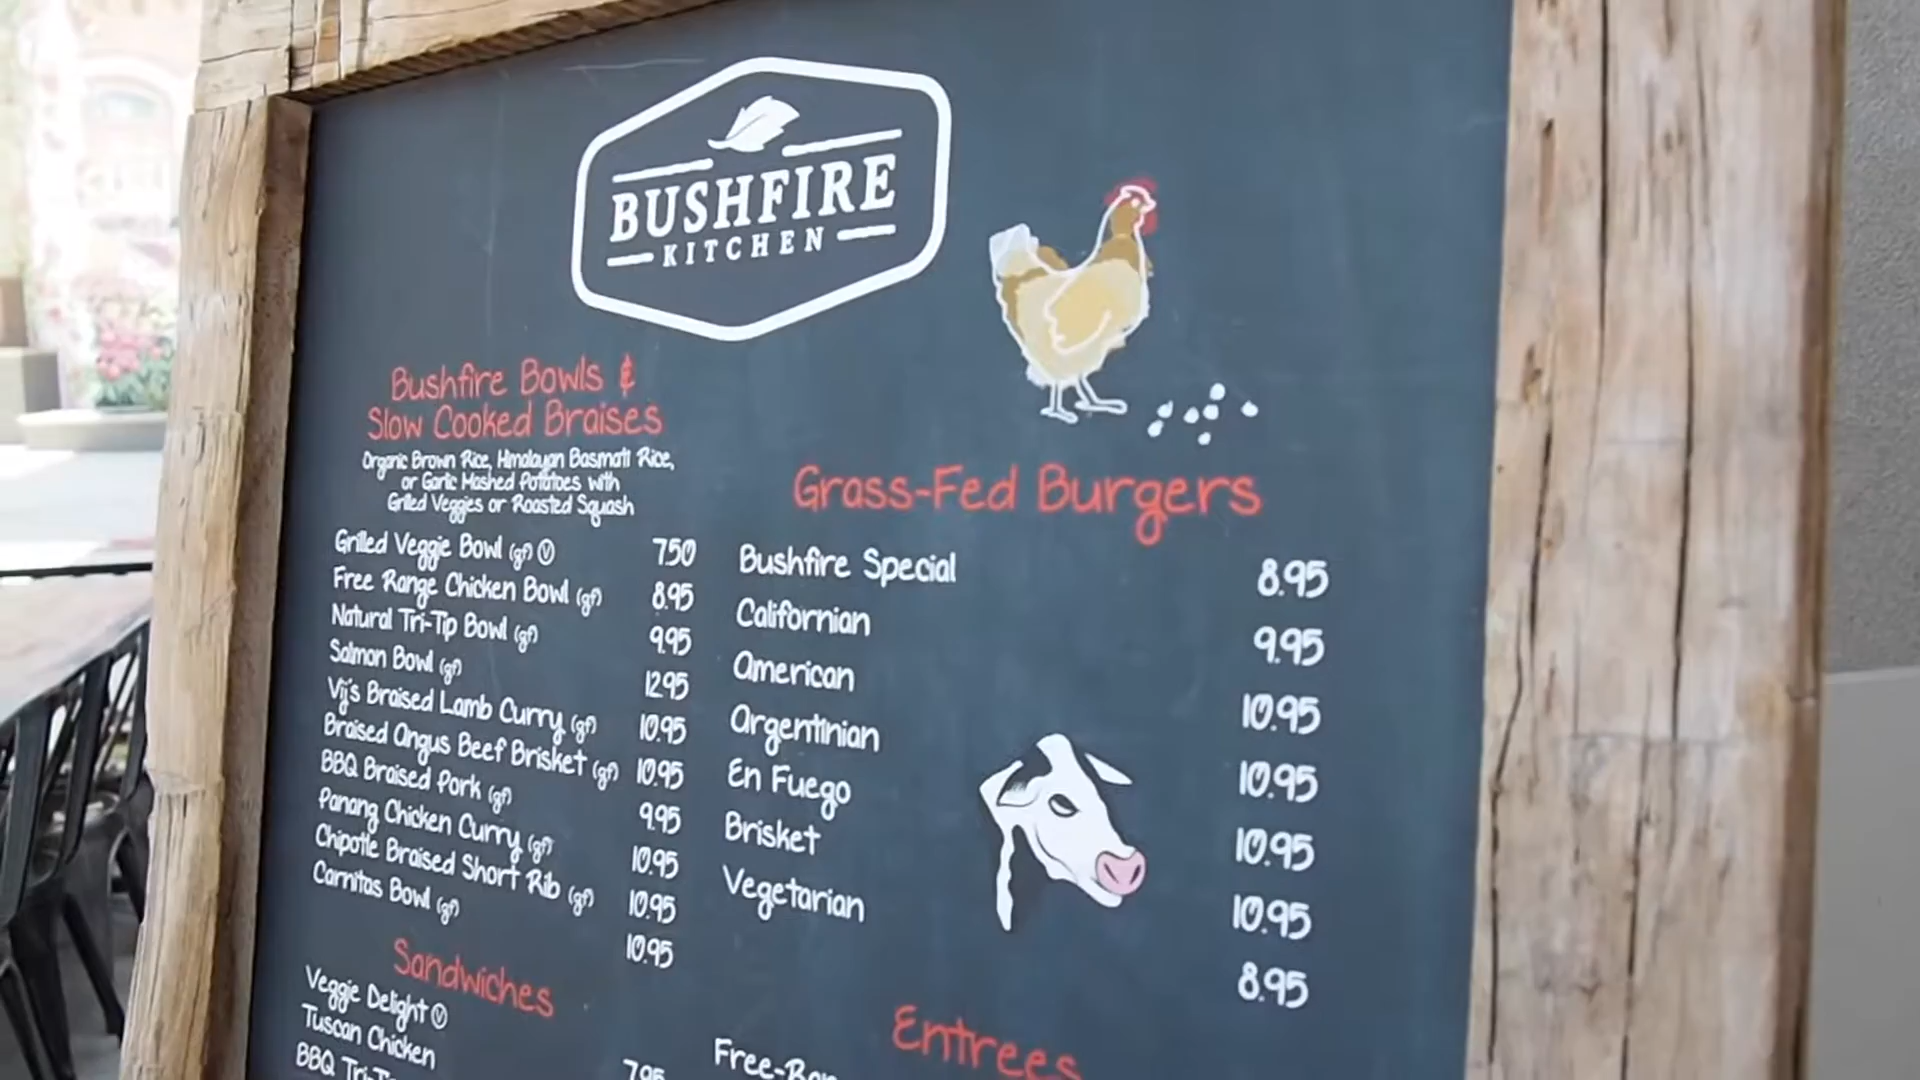 BUSHFIRE
KITCHEN
Bushfire Bowls &
Slow Cooked Braises
Organic Brown Rice, Himalayan Basmati Rice,
or Garlic Mashed Potatoes with
Grilled Veggies or Roasted Squash
Grilled Veggie Bowl (gf) V 7.50
Free Range Chicken Bowl (gf) 8.95
Natural Tri-Tip Bowl (gf) 9.95
Salmon Bowl (gf) 12.95
Vij's Braised Lamb Curry (gf) 10.95
Braised Angus Beef Brisket (gf) 10.95
BBQ Braised Pork (gf) 9.95
Panang Chicken Curry (gf) 10.95
Chipotle Braised Short Rib (gf) 10.95
Carnitas Bowl (gf) 10.95
Sandwiches
Veggie Delight V 7.95
Tuscan Chicken
BBQ
Grass-Fed Burgers
Bushfire Special 8.95
Californian 9.95
American 10.95
Argentinian 10.95
En Fuego 10.95
Brisket 10.95
Vegetarian 8.95
Entrees